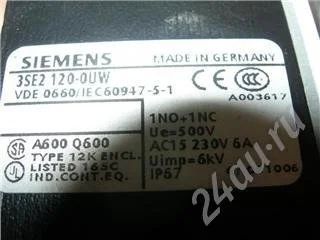 SIEMENS MADE IN GERMANY
3SE2 120-0UW
VDE 0660/IEC60947-5-1
A003617
1NO+1NC
Ue=500V
AC15 230V 6A
Uimp=6kV
IP67 1006
A600 Q600
TYPE 12K ENCL.
LISTED 165C
IND.CONT.EQ.
24au.ru